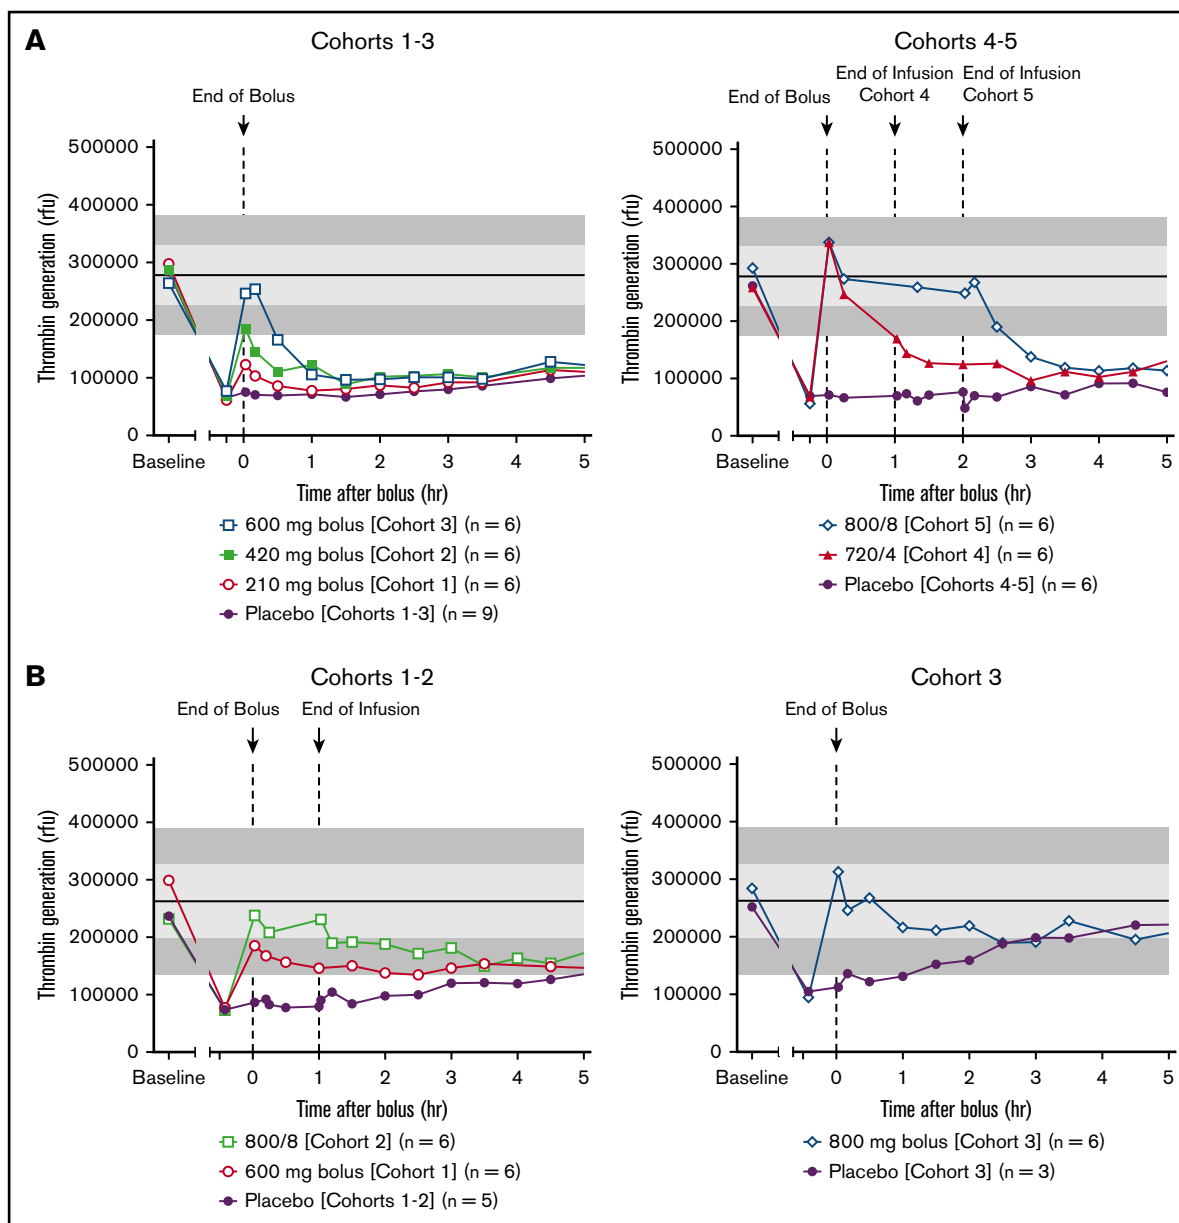 A
Cohorts 1-3
End of Bolus
Thrombin generation (rfu)
500000
400000
300000
200000
100000
0
Baseline 0 1 2 3 4 5
Time after bolus (hr)
600 mg bolus [Cohort 3] (n = 6)
420 mg bolus [Cohort 2] (n = 6)
210 mg bolus [Cohort 1] (n = 6)
Placebo [Cohorts 1-3] (n = 9)
Cohorts 4-5
End of Bolus
End of Infusion
Cohort 4
End of Infusion
Cohort 5
Thrombin generation (rfu)
500000
400000
300000
200000
100000
0
Baseline 0 1 2 3 4 5
Time after bolus (hr)
800/8 [Cohort 5] (n = 6)
720/4 [Cohort 4] (n = 6)
Placebo [Cohorts 4-5] (n = 6)
B
Cohorts 1-2
End of Bolus
End of Infusion
Thrombin generation (rfu)
500000
400000
300000
200000
100000
0
Baseline 0 1 2 3 4 5
Time after bolus (hr)
800/8 [Cohort 2] (n = 6)
600 mg bolus [Cohort 1] (n = 6)
Placebo [Cohorts 1-2] (n = 5)
Cohort 3
End of Bolus
Thrombin generation (rfu)
500000
400000
300000
200000
100000
0
Baseline 0 1 2 3 4 5
Time after bolus (hr)
800 mg bolus [Cohort 3] (n = 6)
Placebo [Cohort 3] (n = 3)